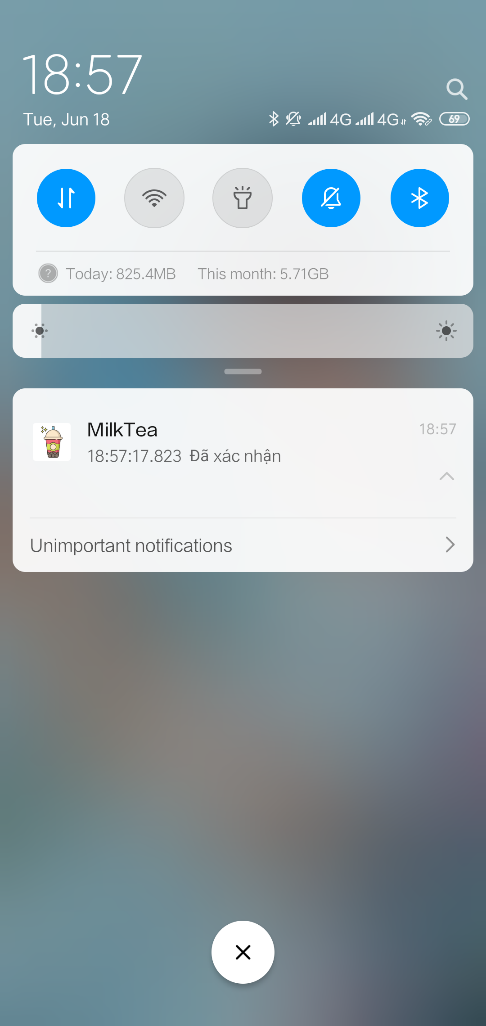 18:57
Tue, Jun 18
4G 4G 69
Today: 825.4MB This month: 5.71GB
MilkTea 18:57
18:57:17.823 Đã xác nhận
Unimportant notifications